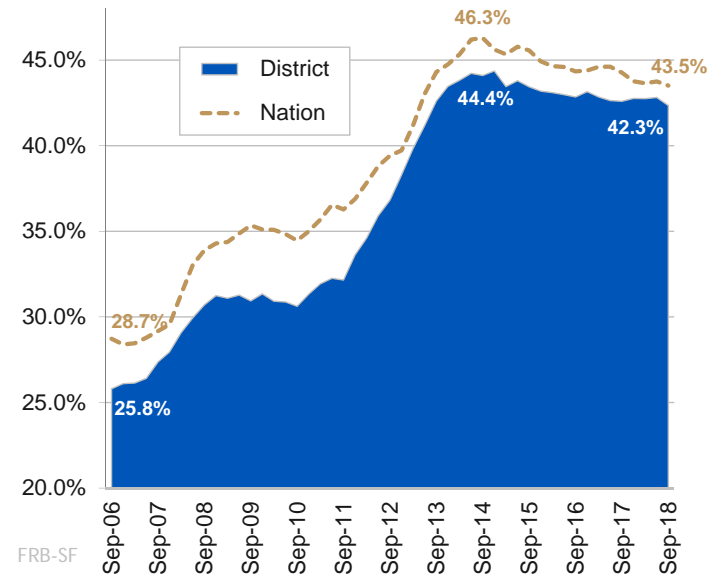 46.3%
45.0%
District
43.5%
44.4%
Nation
42.3%
40.0%
35.0%
30.0%
28.7%
25.0%
25.8%
20.0%
Sep-06
Sep-07
Sep-08
Sep-09
Sep-10
Sep-11
Sep-12
Sep-13
Sep-14
Sep-15
Sep-16
Sep-17
Sep-18
FRB-SF